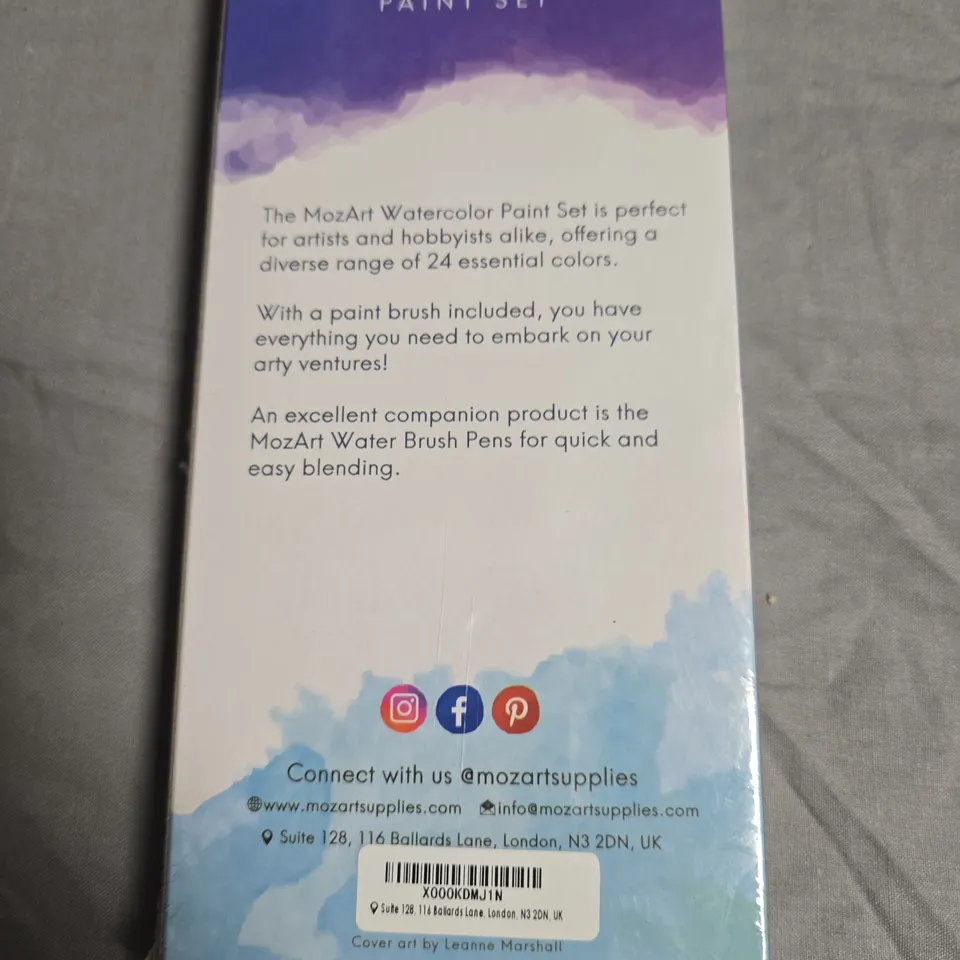 PAINT SET
The MozArt Watercolor Paint Set is perfect
for artists and hobbyists alike, offering a
diverse range of 24 essential colors.
With a paint brush included, you have
everything you need to embark on your
arty ventures!
An excellent companion product is the
MozArt Water Brush Pens for quick and
easy blending.
Connect with us @mozartsupplies
www.mozartsupplies.com info@mozartsupplies.com
Suite 128, 116 Ballards Lane, London, N3 2DN, UK
X000KDMJ1N
Suite 128, 116 Ballards Lane, London, N3 2DN, UK
Cover art by Leanne Marshall